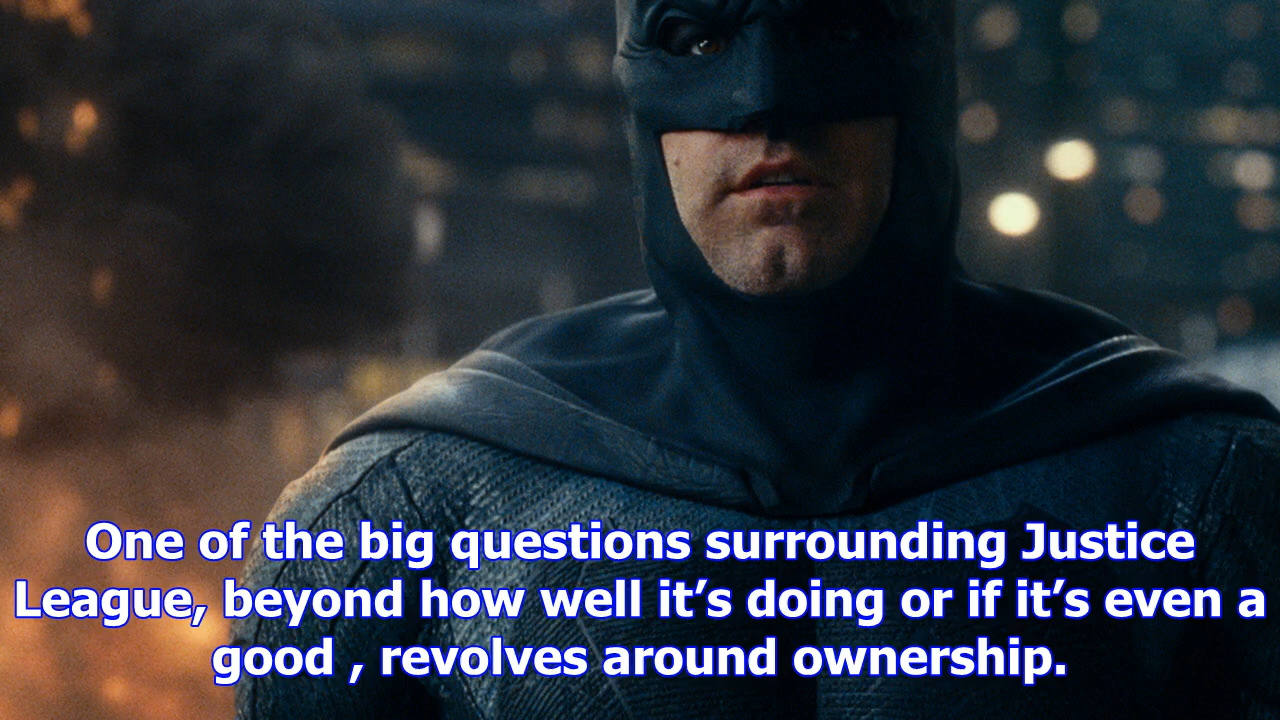 One of the big questions surrounding Justice
League, beyond how well it’s doing or if it’s even a
good , revolves around ownership.